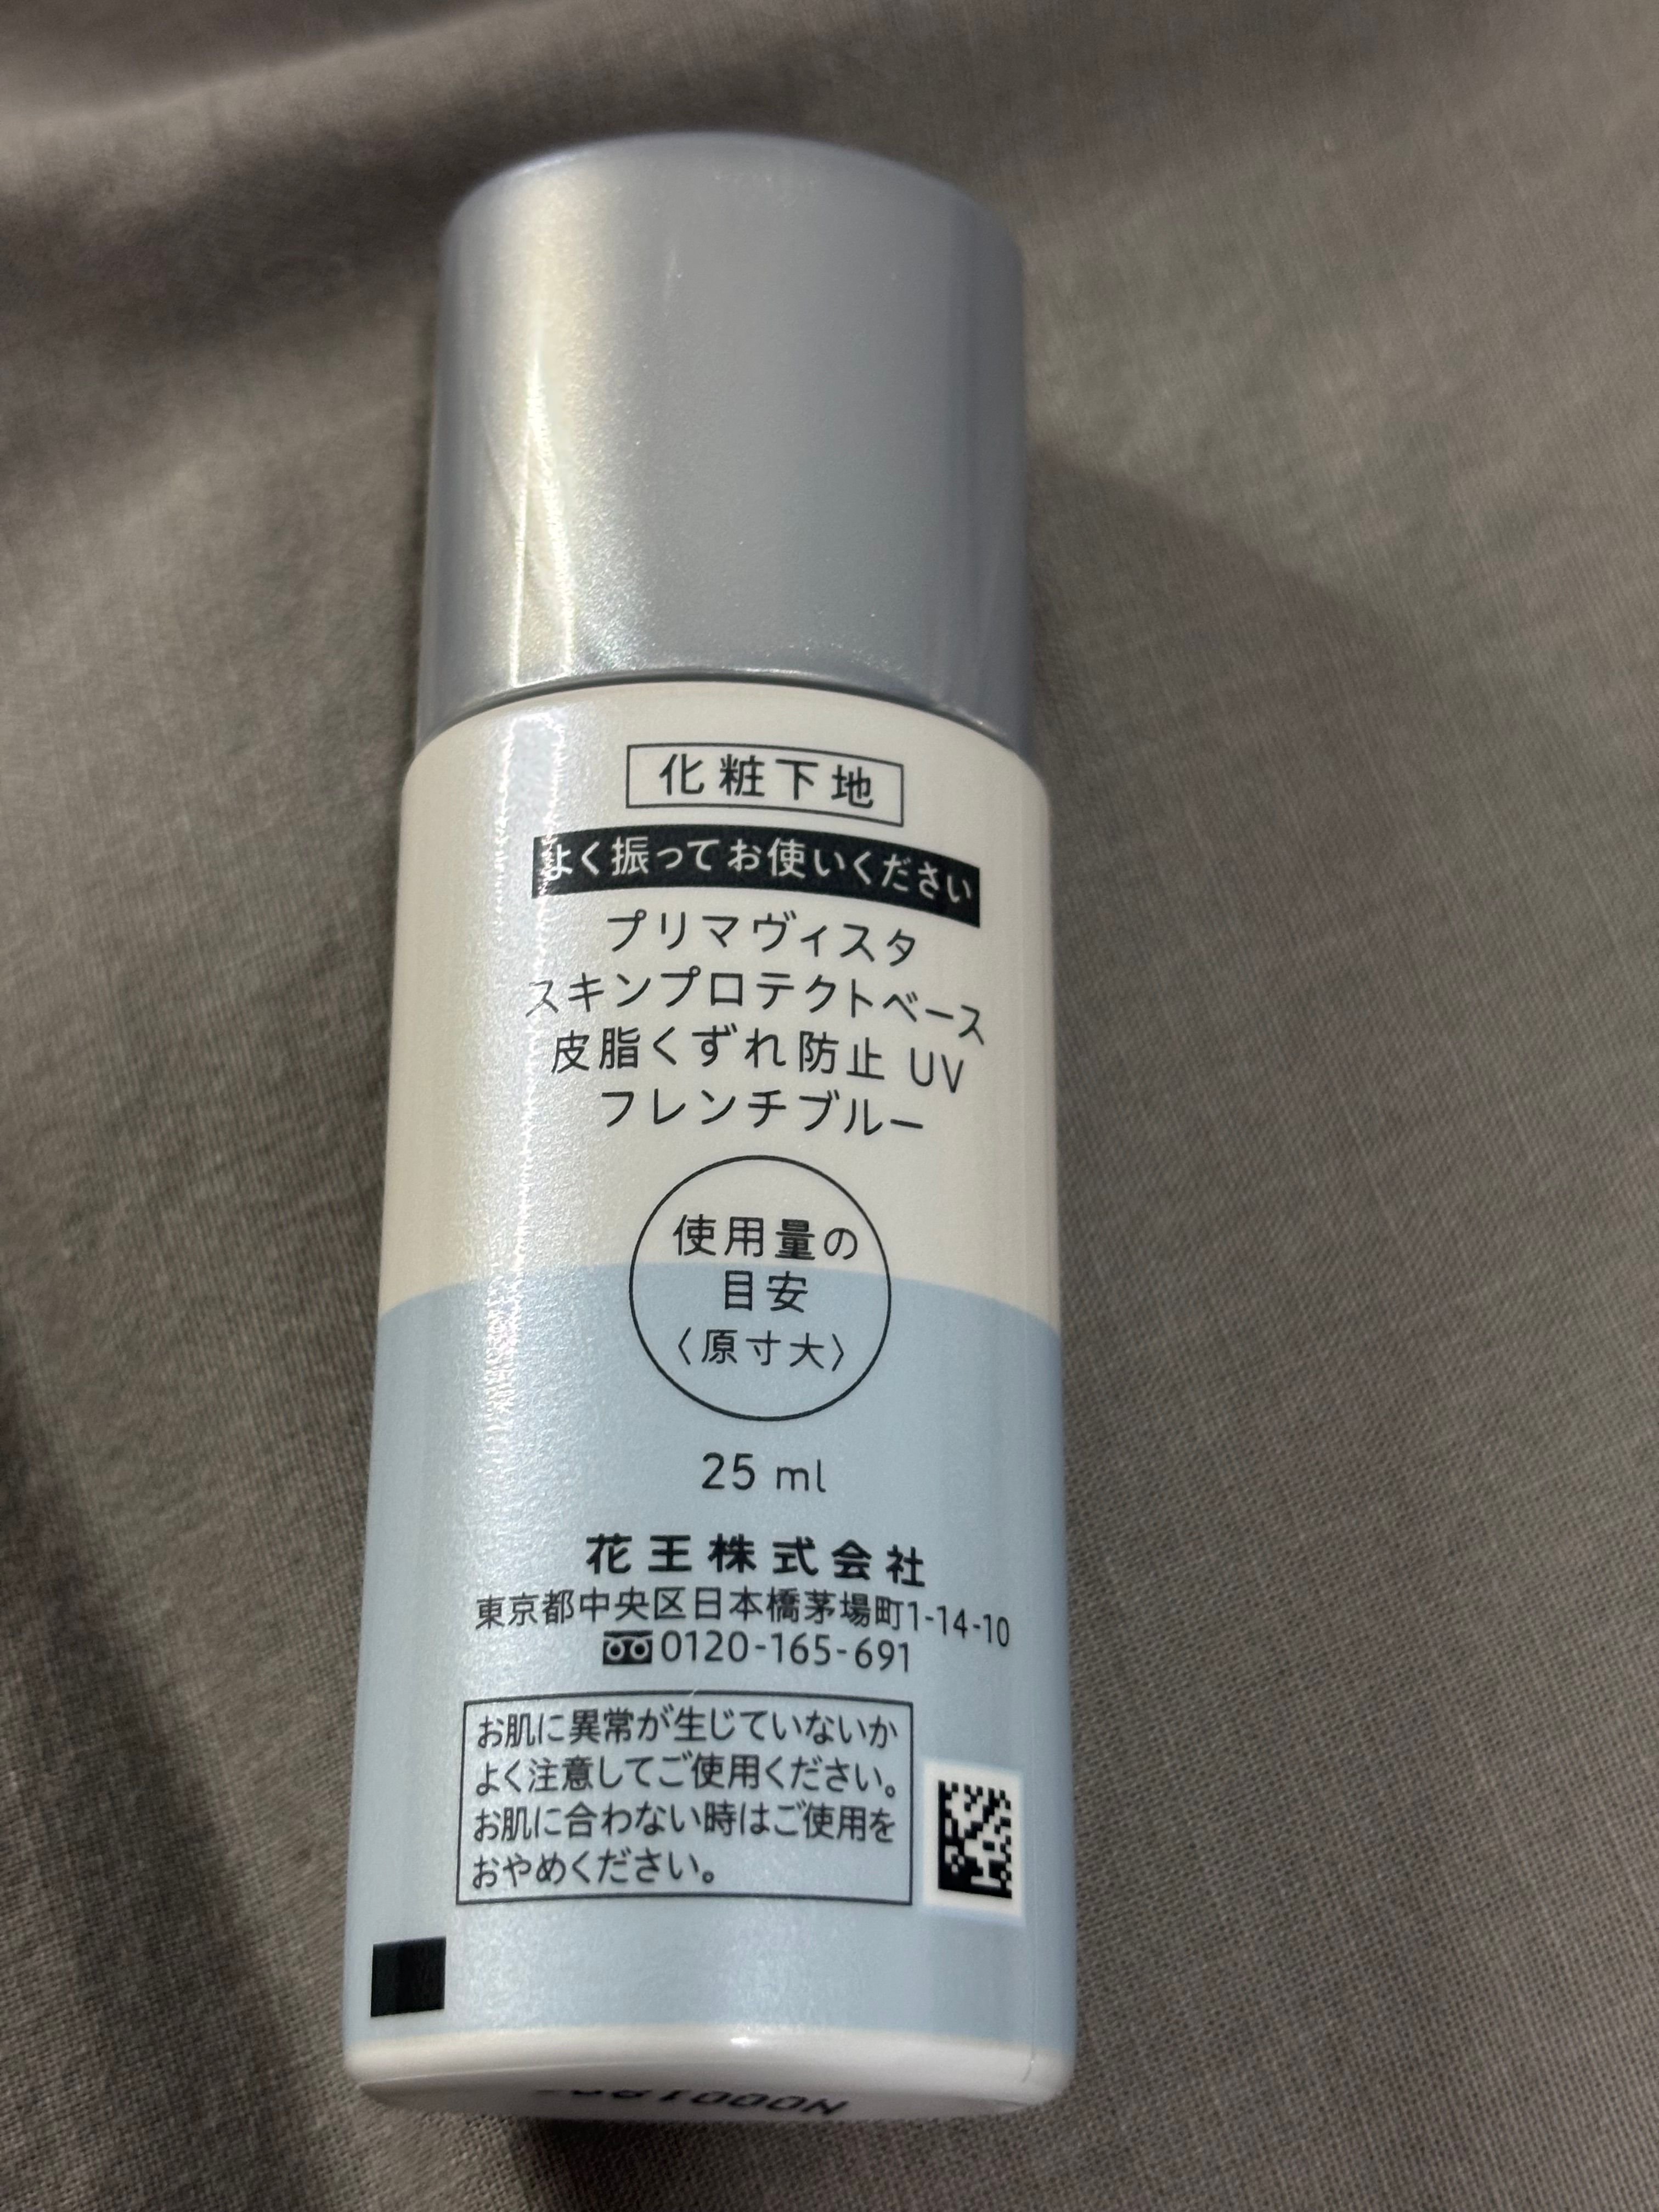 化粧下地
よく振ってお使いください
プリマヴィスタ
スキンプロテクトベース
皮脂くずれ防止 UV
フレンチブルー
使用量の
目安
〈原寸大〉
25 ml
花王株式会社
東京都中央区日本橋茅場町1-14-10
0120-165-691
お肌に異常が生じていないか
よく注意してご使用ください。
お肌に合わない時はご使用を
おやめください。